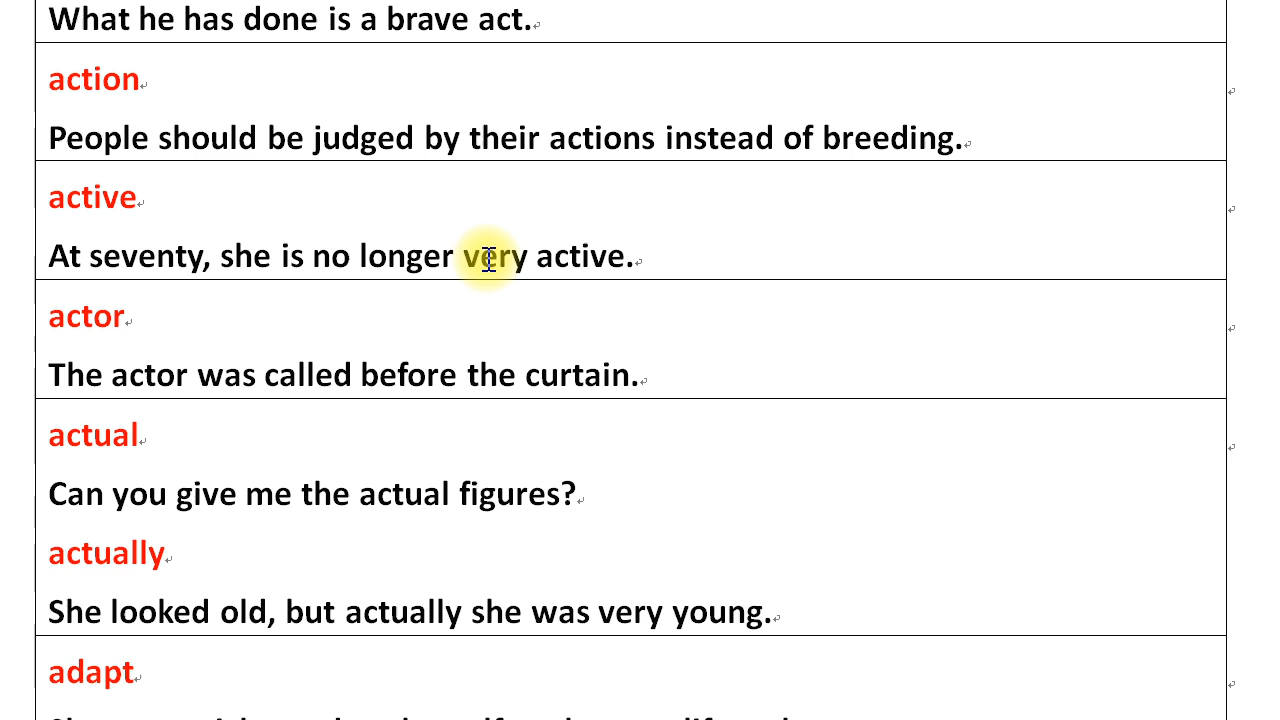 What he has done is a brave act.
action
People should be judged by their actions instead of breeding.
active
At seventy, she is no longer very active.
actor
The actor was called before the curtain.
actual
Can you give me the actual figures?
actually
She looked old, but actually she was very young.
adapt